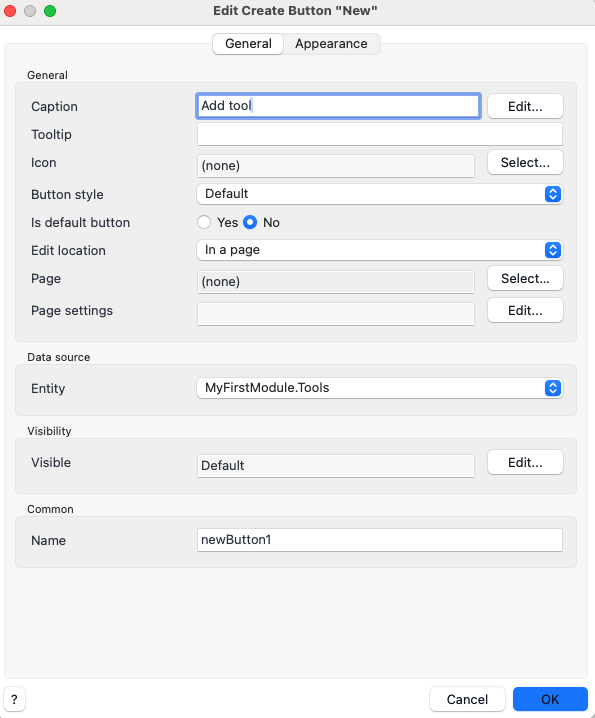 Edit Create Button "New"
General Appearance
General
Caption Add tool Edit...
Tooltip
Icon (none) Select...
Button style Default
Is default button Yes No
Edit location In a page
Page (none) Select...
Page settings Edit...
Data source
Entity MyFirstModule.Tools
Visibility
Visible Default Edit...
Common
Name newButton1
? Cancel OK